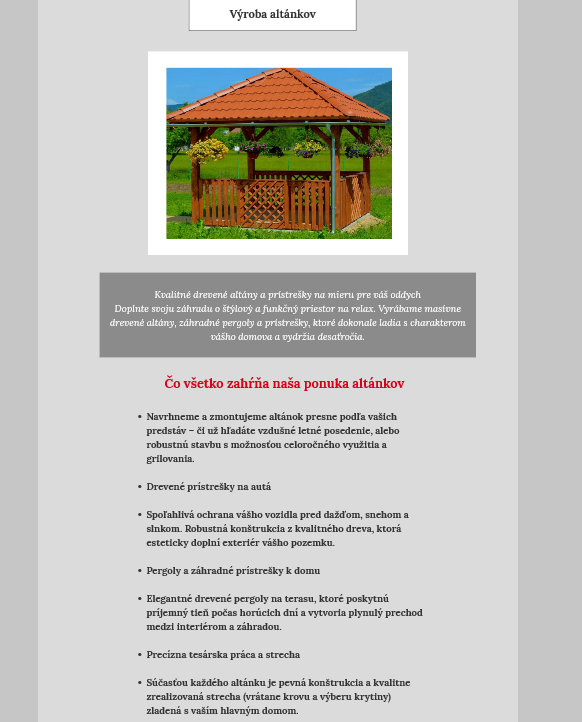 Výroba altánkov
Kvalitné drevené altány a prístrešky na mieru pre váš oddych
Doplnte svoju záhradu o štýlový a funkčný priestor na relax. Vyrábame masívne
drevené altány, záhradné pergoly a prístrešky, ktoré dokonale ladia s charakterom
vášho domova a vydržia desaťročia.
Čo všetko zahŕňa naša ponuka altánkov
• Navrhneme a zmontujeme altánok presne podľa vašich
predstáv – či už hľadáte vzdušné letné posedenie, alebo
robustnú stavbu s možnosťou celoročného využitia a
grilovania.
• Drevené prístrešky na autá
• Spoľahlivá ochrana vášho vozidla pred dažďom, snehom a
slnkom. Robustná konštrukcia z kvalitného dreva, ktorá
esteticky doplní exteriér vášho pozemku.
• Pergoly a záhradné prístrešky k domu
• Elegantné drevené pergoly na terasu, ktoré poskytnú
príjemný tieň počas horúcich dní a vytvoria plynulý prechod
medzi interiérom a záhradou.
• Precízna tesárska práca a strecha
• Súčasťou každého altánku je pevná konštrukcia a kvalitne
zrealizovaná strecha (vrátane krovu a výberu krytiny)
zladená s vaším hlavným domom.